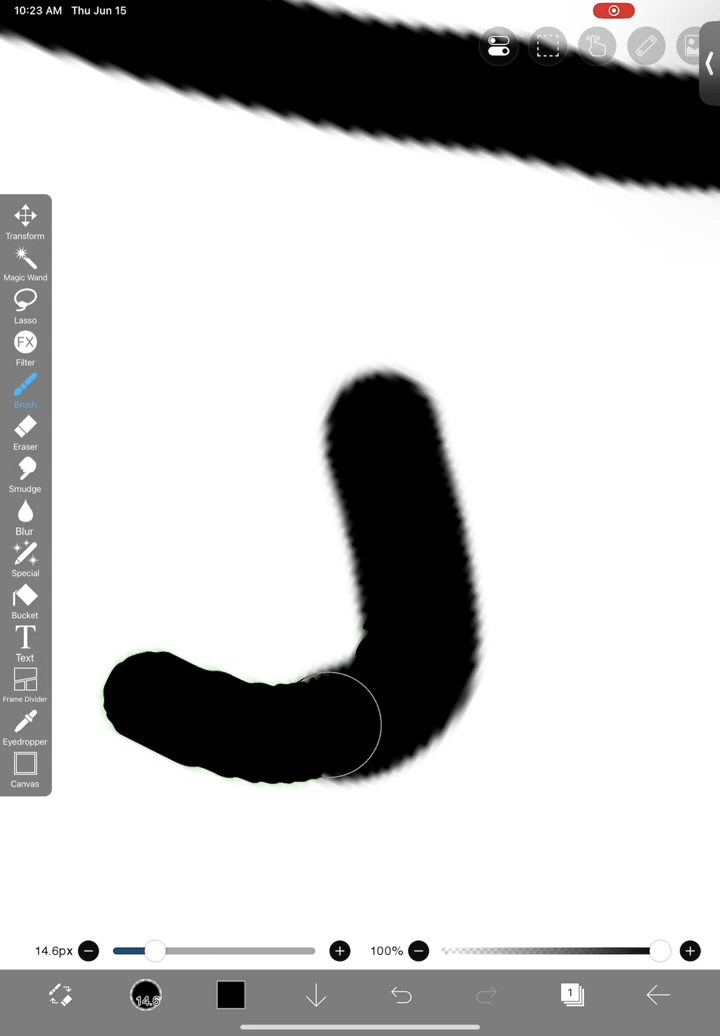 10:23 AM Thu Jun 15
Transform
Magic Wand
Lasso
FX
Filter
Brush
Eraser
Smudge
Blur
Special
Bucket
T
Text
Frame Divider
Eyedropper
Canvas
14.6px
100%
14.6
1